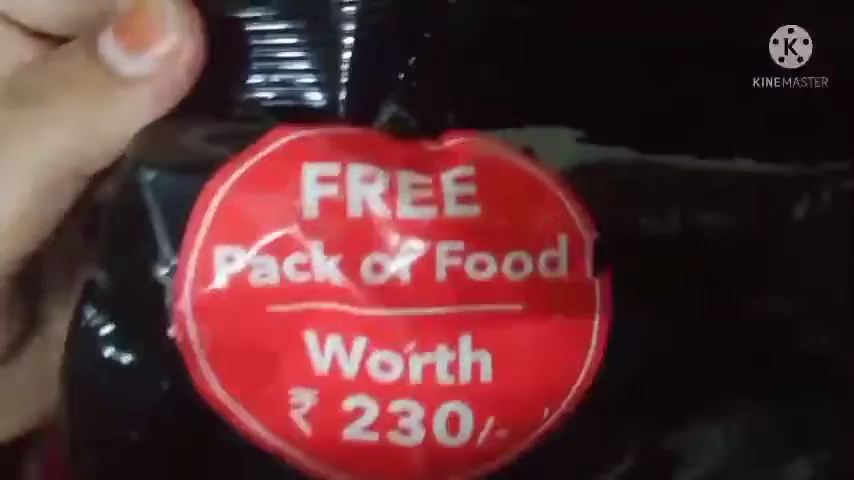 FREE
Pack of Food
Worth
₹ 230/-
K
KINEMASTER